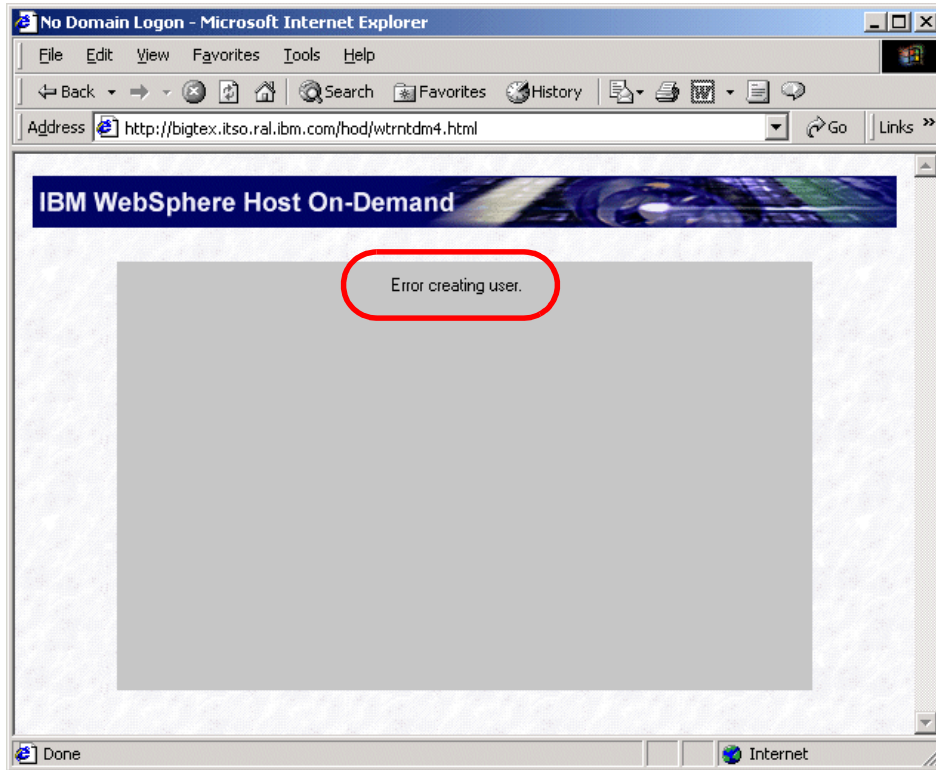 No Domain Logon - Microsoft Internet Explorer
File Edit View Favorites Tools Help
Back Search Favorites History
Address http://bigtex.itso.ral.ibm.com/hod/wtrntdm4.html Go Links »
IBM WebSphere Host On-Demand
Error creating user.
Done Internet